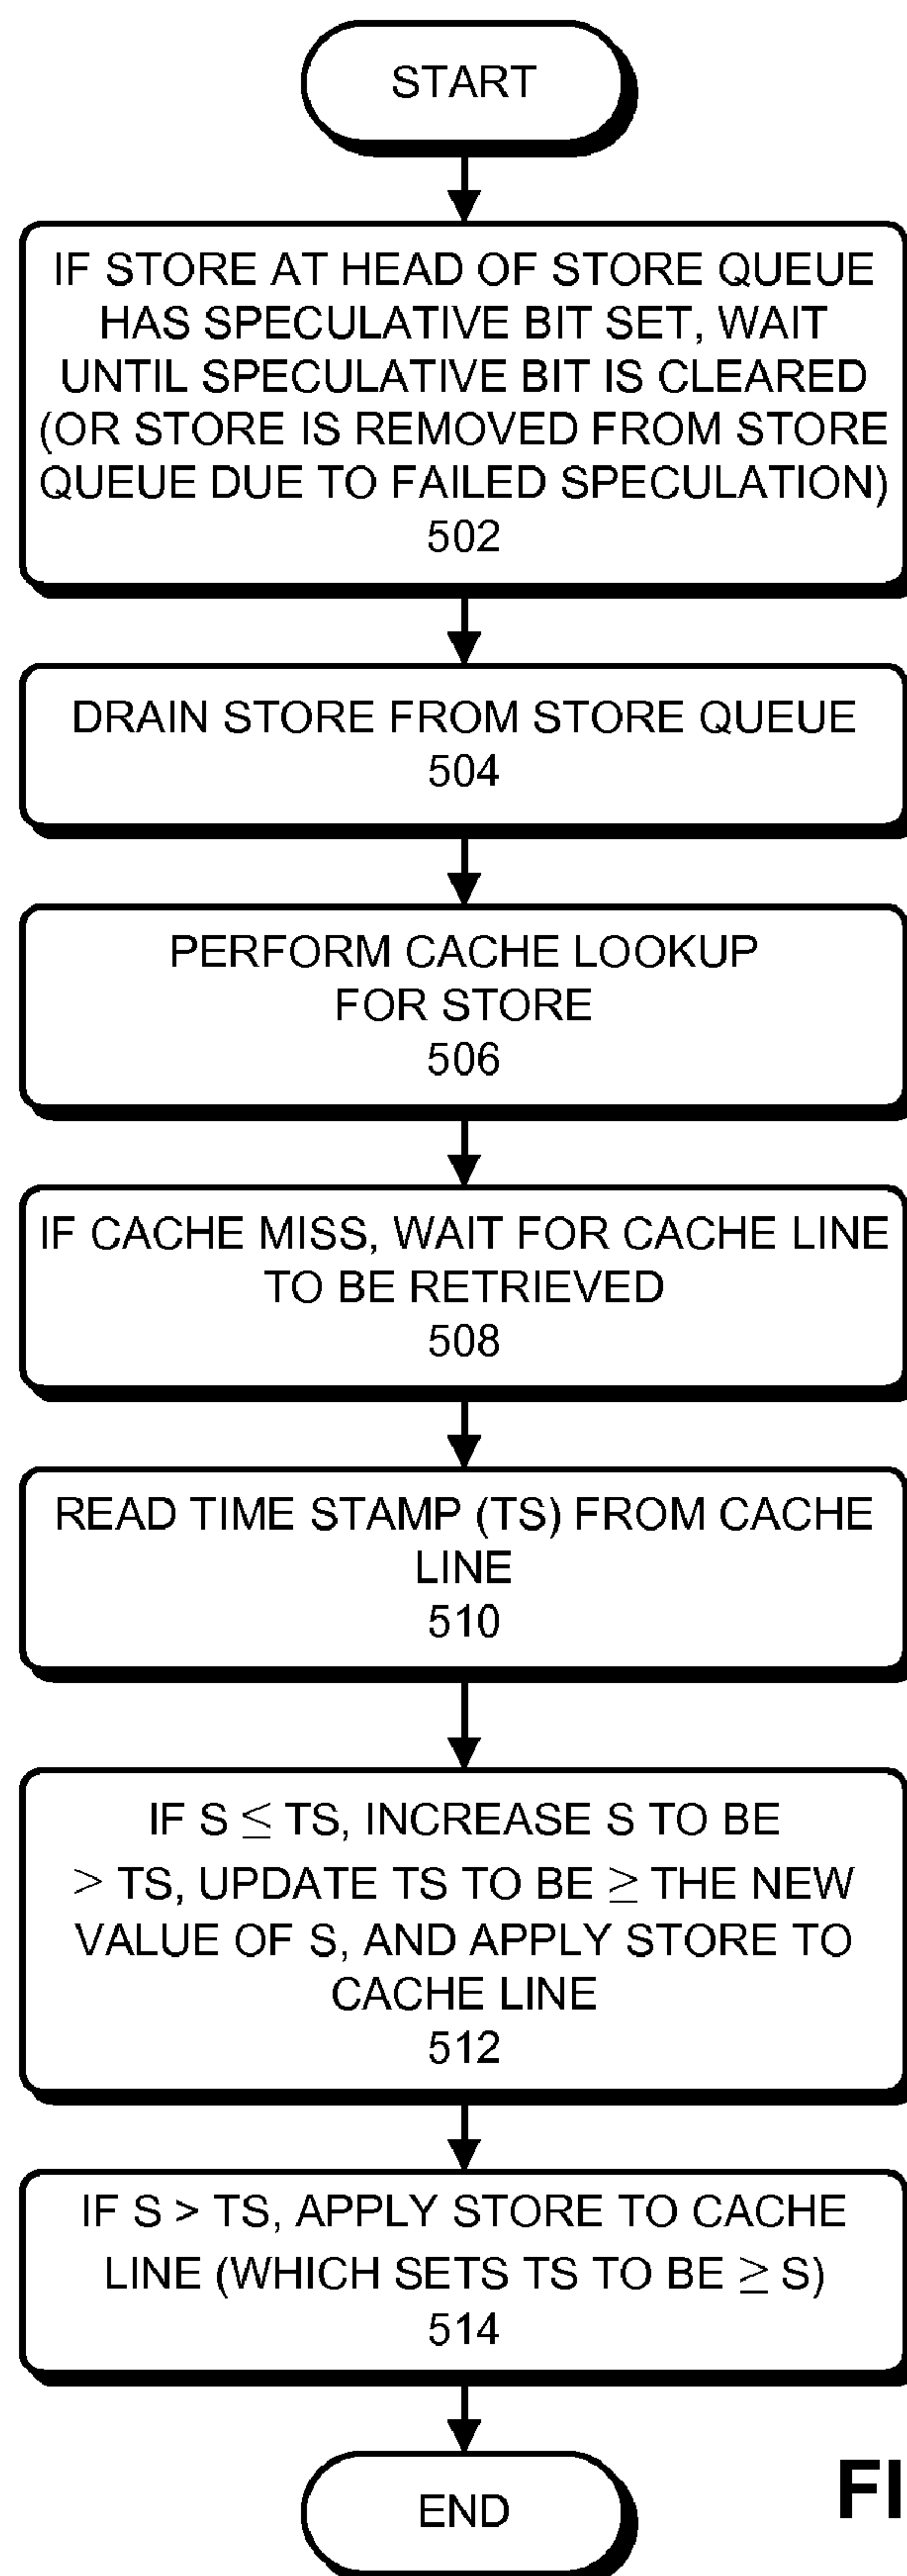 START
IF STORE AT HEAD OF STORE QUEUE
HAS SPECULATIVE BIT SET, WAIT
UNTIL SPECULATIVE BIT IS CLEARED
(OR STORE IS REMOVED FROM STORE
QUEUE DUE TO FAILED SPECULATION)
502
DRAIN STORE FROM STORE QUEUE
504
PERFORM CACHE LOOKUP
FOR STORE
506
IF CACHE MISS, WAIT FOR CACHE LINE
TO BE RETRIEVED
508
READ TIME STAMP (TS) FROM CACHE
LINE
510
IF S ≤ TS, INCREASE S TO BE
> TS, UPDATE TS TO BE ≥ THE NEW
VALUE OF S, AND APPLY STORE TO
CACHE LINE
512
IF S > TS, APPLY STORE TO CACHE
LINE (WHICH SETS TS TO BE ≥ S)
514
END
FI